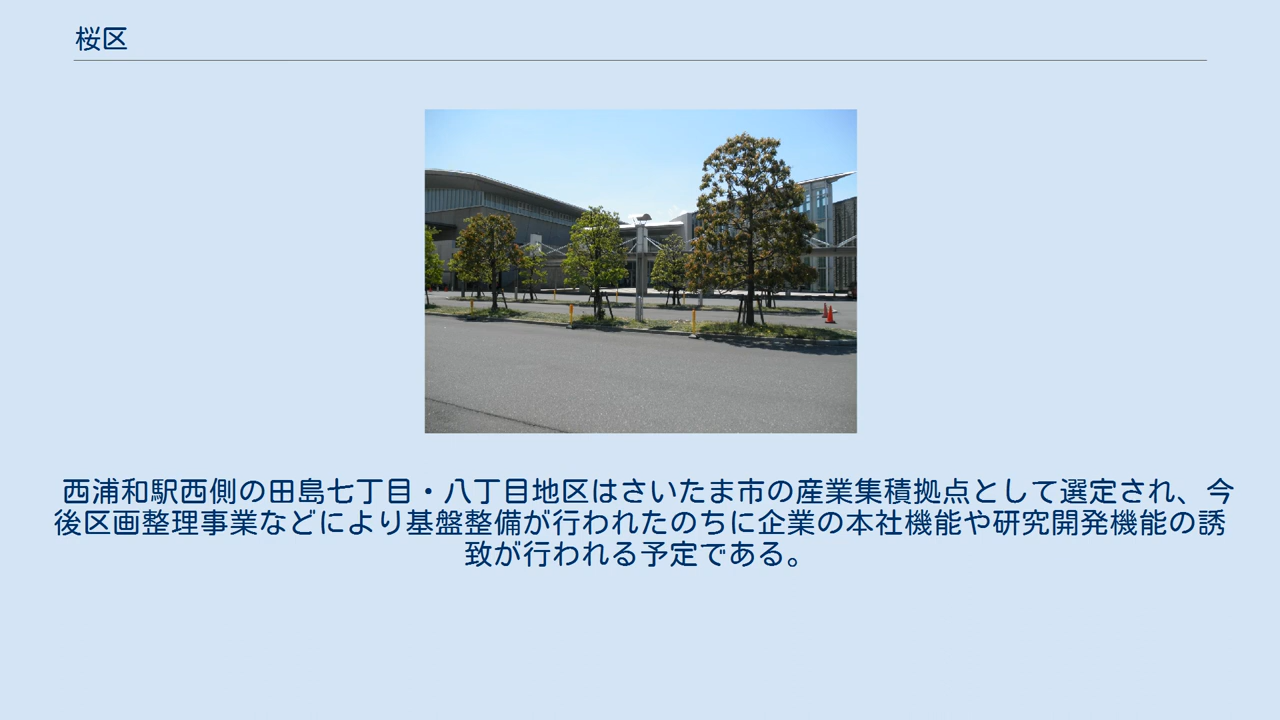 桜区
西浦和駅西側の田島七丁目・八丁目地区はさいたま市の産業集積拠点として選定され、今
後区画整理事業などにより基盤整備が行われたのちに企業の本社機能や研究開発機能の誘
致が行われる予定である。